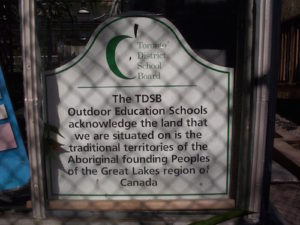 Toronto
District
School
Board
The TDSB
Outdoor Education Schools
acknowledge the land that
we are situated on is the
traditional territories of the
Aboriginal founding Peoples
of the Great Lakes region of
Canada